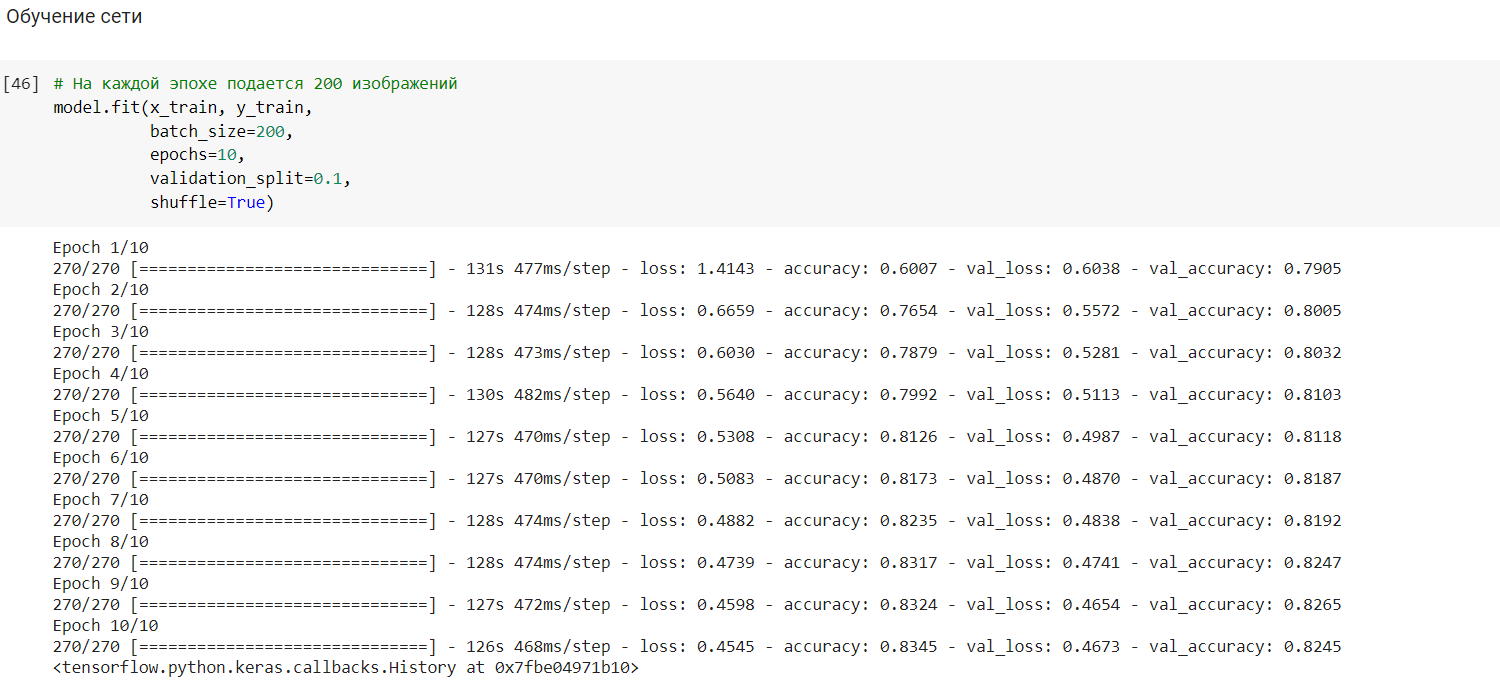 Обучение сети
[46] # На каждой эпохе подается 200 изображений
model.fit(x_train, y_train,
batch_size=200,
epochs=10,
validation_split=0.1,
shuffle=True)
Epoch 1/10
270/270 [==============================] - 131s 477ms/step - loss: 1.4143 - accuracy: 0.6007 - val_loss: 0.6038 - val_accuracy: 0.7905
Epoch 2/10
270/270 [==============================] - 128s 474ms/step - loss: 0.6659 - accuracy: 0.7654 - val_loss: 0.5572 - val_accuracy: 0.8005
Epoch 3/10
270/270 [==============================] - 128s 473ms/step - loss: 0.6030 - accuracy: 0.7879 - val_loss: 0.5281 - val_accuracy: 0.8032
Epoch 4/10
270/270 [==============================] - 130s 482ms/step - loss: 0.5640 - accuracy: 0.7992 - val_loss: 0.5113 - val_accuracy: 0.8103
Epoch 5/10
270/270 [==============================] - 127s 470ms/step - loss: 0.5308 - accuracy: 0.8126 - val_loss: 0.4987 - val_accuracy: 0.8118
Epoch 6/10
270/270 [==============================] - 127s 470ms/step - loss: 0.5083 - accuracy: 0.8173 - val_loss: 0.4870 - val_accuracy: 0.8187
Epoch 7/10
270/270 [==============================] - 128s 474ms/step - loss: 0.4882 - accuracy: 0.8235 - val_loss: 0.4838 - val_accuracy: 0.8192
Epoch 8/10
270/270 [==============================] - 128s 474ms/step - loss: 0.4739 - accuracy: 0.8317 - val_loss: 0.4741 - val_accuracy: 0.8247
Epoch 9/10
270/270 [==============================] - 127s 472ms/step - loss: 0.4598 - accuracy: 0.8324 - val_loss: 0.4654 - val_accuracy: 0.8265
Epoch 10/10
270/270 [==============================] - 126s 468ms/step - loss: 0.4545 - accuracy: 0.8345 - val_loss: 0.4673 - val_accuracy: 0.8245
<tensorflow.python.keras.callbacks.History at 0x7fbe04971b10>